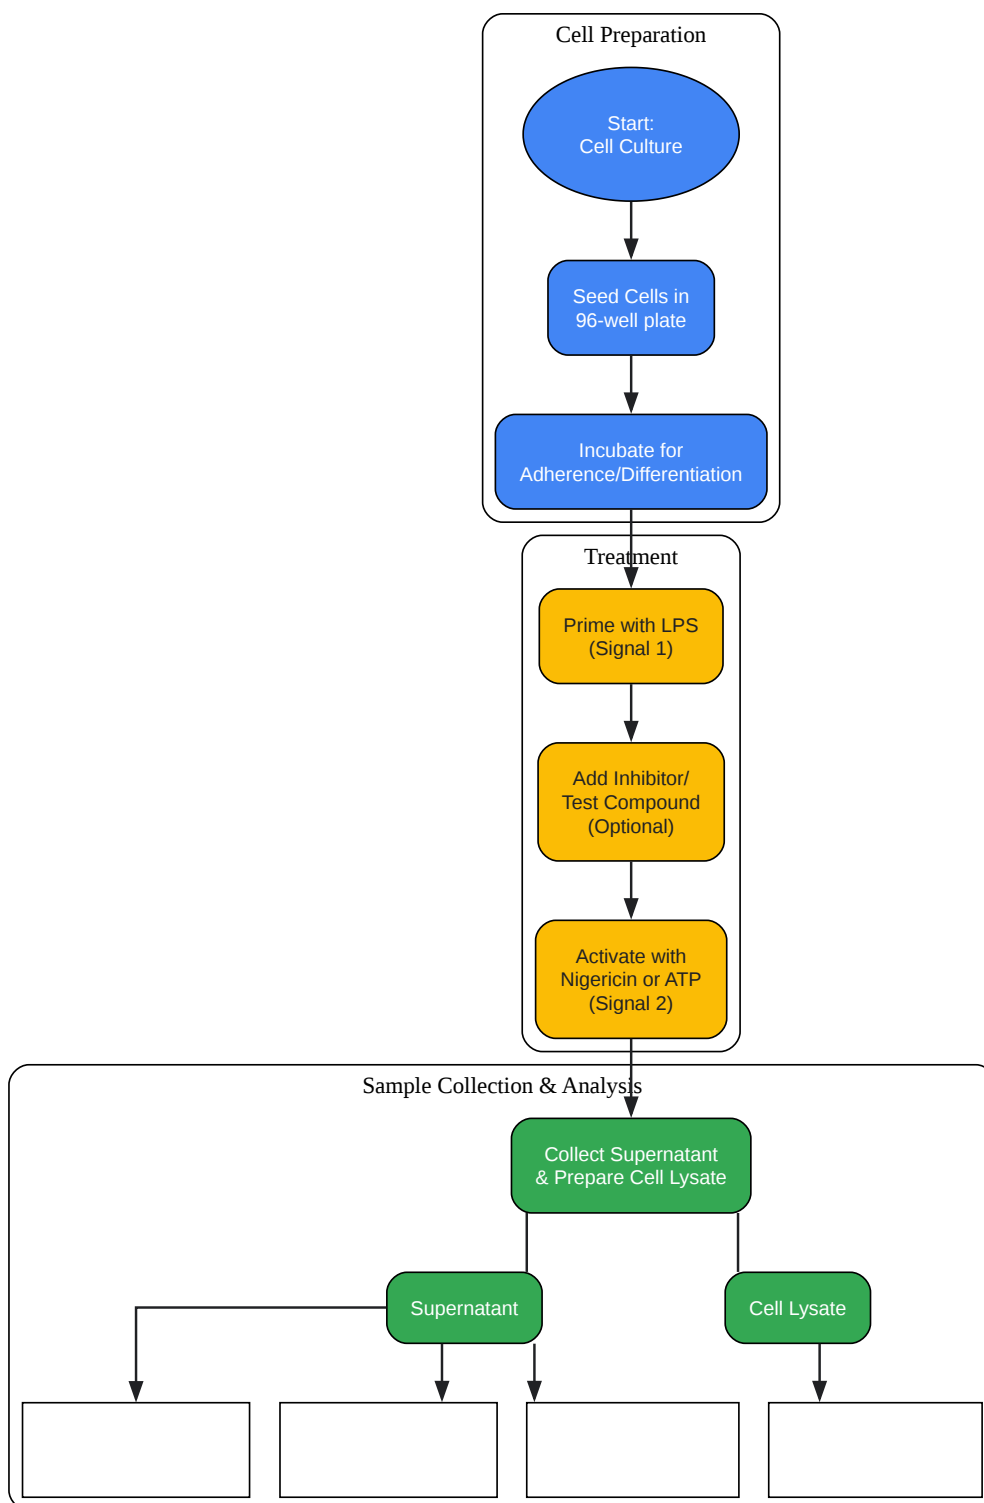 Cell Preparation
Start:
Cell Culture
Seed Cells in
96-well plate
Incubate for
Adherence/Differentiation
Treatment
Prime with LPS
(Signal 1)
Add Inhibitor/
Test Compound
(Optional)
Activate with
Nigericin or ATP
(Signal 2)
Sample Collection & Analysis
Collect Supernatant
& Prepare Cell Lysate
Supernatant
Cell Lysate